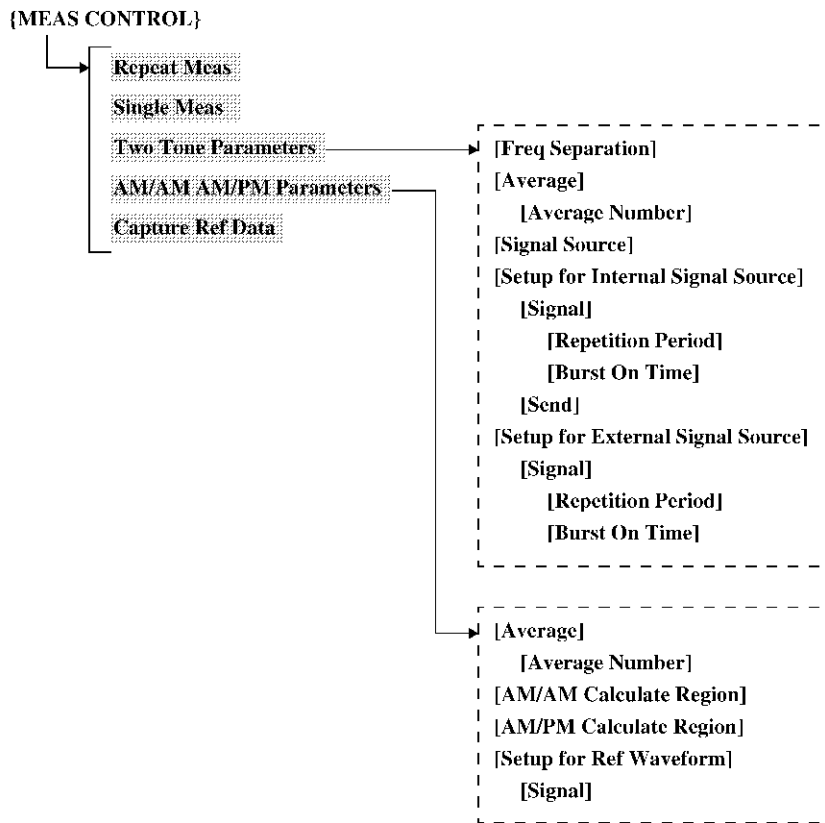 {MEAS CONTROL}
Repeat Meas
Single Meas
Two Tone Parameters
AM/AM AM/PM Parameters
Capture Ref Data
[Freq Separation]
[Average]
[Average Number]
[Signal Source]
[Setup for Internal Signal Source]
[Signal]
[Repetition Period]
[Burst On Time]
[Send]
[Setup for External Signal Source]
[Signal]
[Repetition Period]
[Burst On Time]
[Average]
[Average Number]
[AM/AM Calculate Region]
[AM/PM Calculate Region]
[Setup for Ref Waveform]
[Signal]